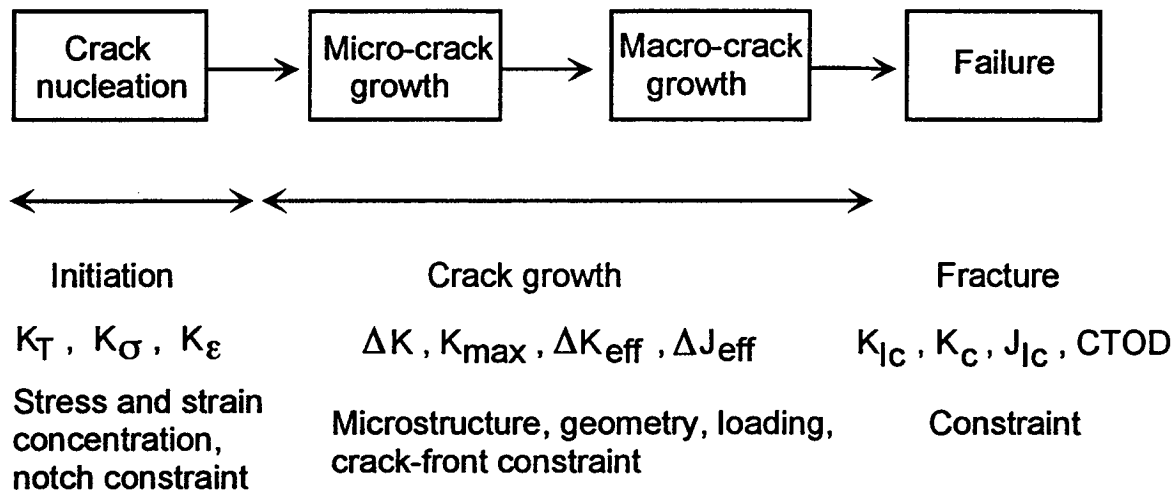 Crack
nucleation
Micro-crack
growth
Macro-crack
growth
Failure
Initiation
Crack growth
Fracture
K_T , K_σ , K_ε
ΔK , K_max , ΔK_eff , ΔJ_eff
K_Ic , K_c , J_Ic , CTOD
Stress and strain
concentration,
notch constraint
Microstructure, geometry, loading,
crack-front constraint
Constraint